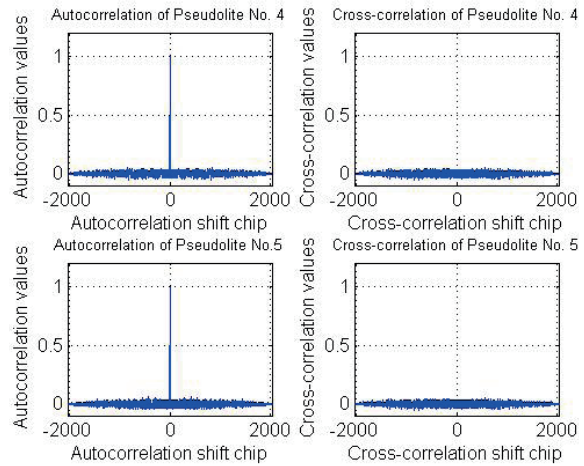 Autocorrelation of Pseudolite No. 4
Autocorrelation values
1
0.5
0
-2000 0 2000
Autocorrelation shift chip
Cross-correlation of Pseudolite No. 4
Cross-correlation values
1
0.5
0
-2000 0 2000
Cross-correlation shift chip
Autocorrelation of Pseudolite No.5
Autocorrelation values
1
0.5
0
-2000 0 2000
Autocorrelation shift chip
Cross-correlation of Pseudolite No. 5
Cross-correlation values
1
0.5
0
-2000 0 2000
Cross-correlation shift chip